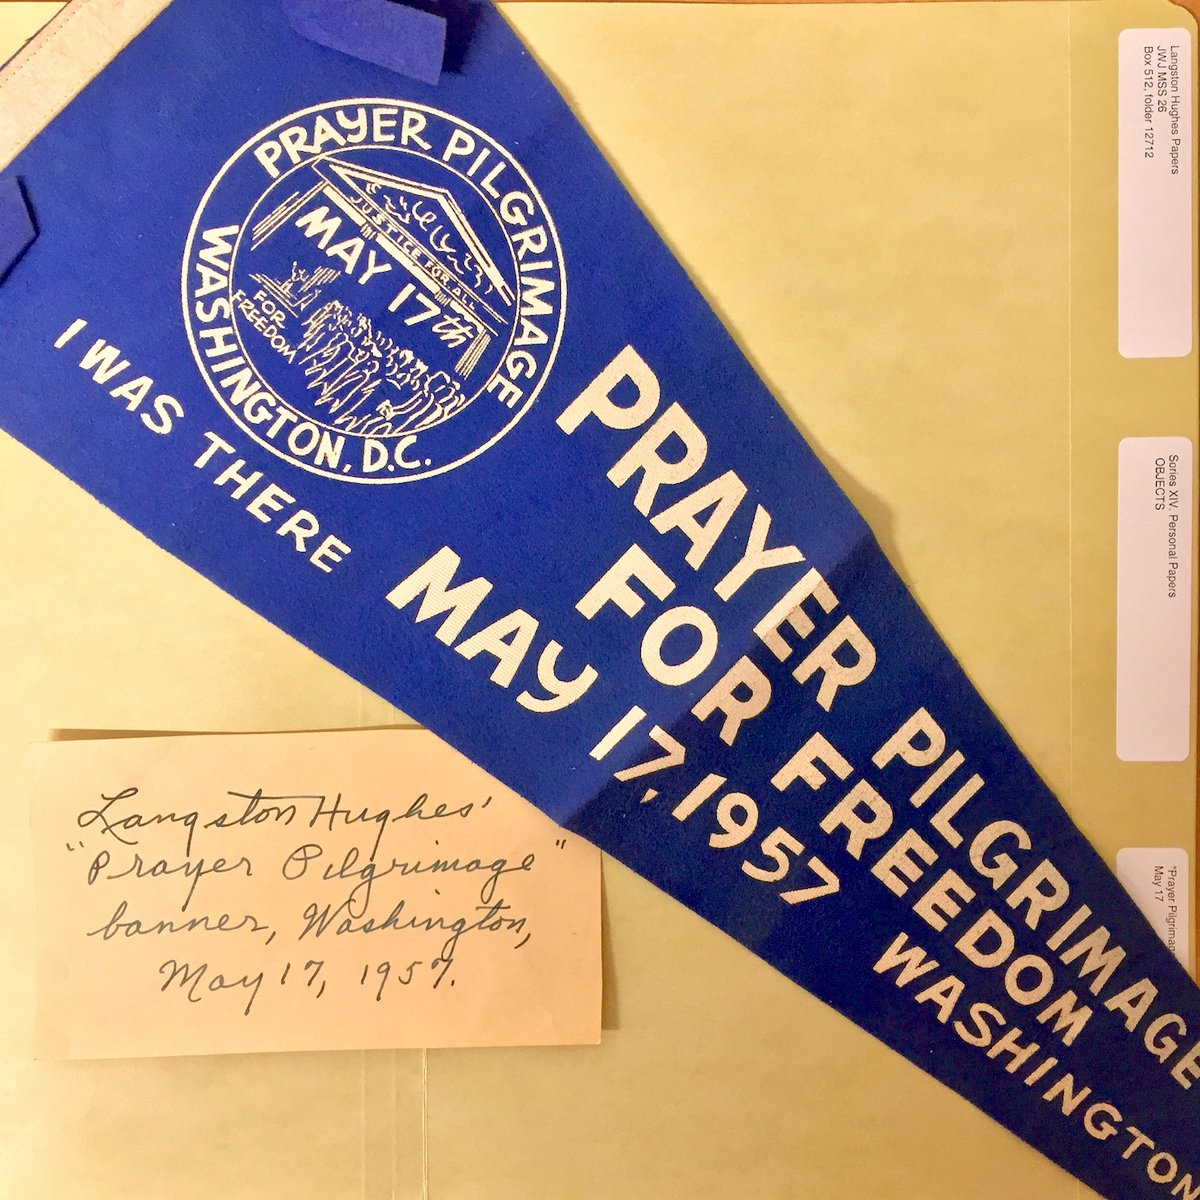 PRAYER PILGRIMAGE
WASHINGTON, D.C.
JUSTICE FOR ALL
MAY 17th
FOR
FREEDOM
I WAS THERE
PRAYER PILGRIMAGE
FOR FREEDOM
MAY 17, 1957
WASHINGTON
Langston Hughes'
"Prayer Pilgrimage"
banner, Washington,
May 17, 1957.
Langston Hughes Papers
JWJ MSS 26
Box 512, folder 12712
Series XIV. Personal Papers
OBJECTS
"Prayer Pilgrimag
May 17